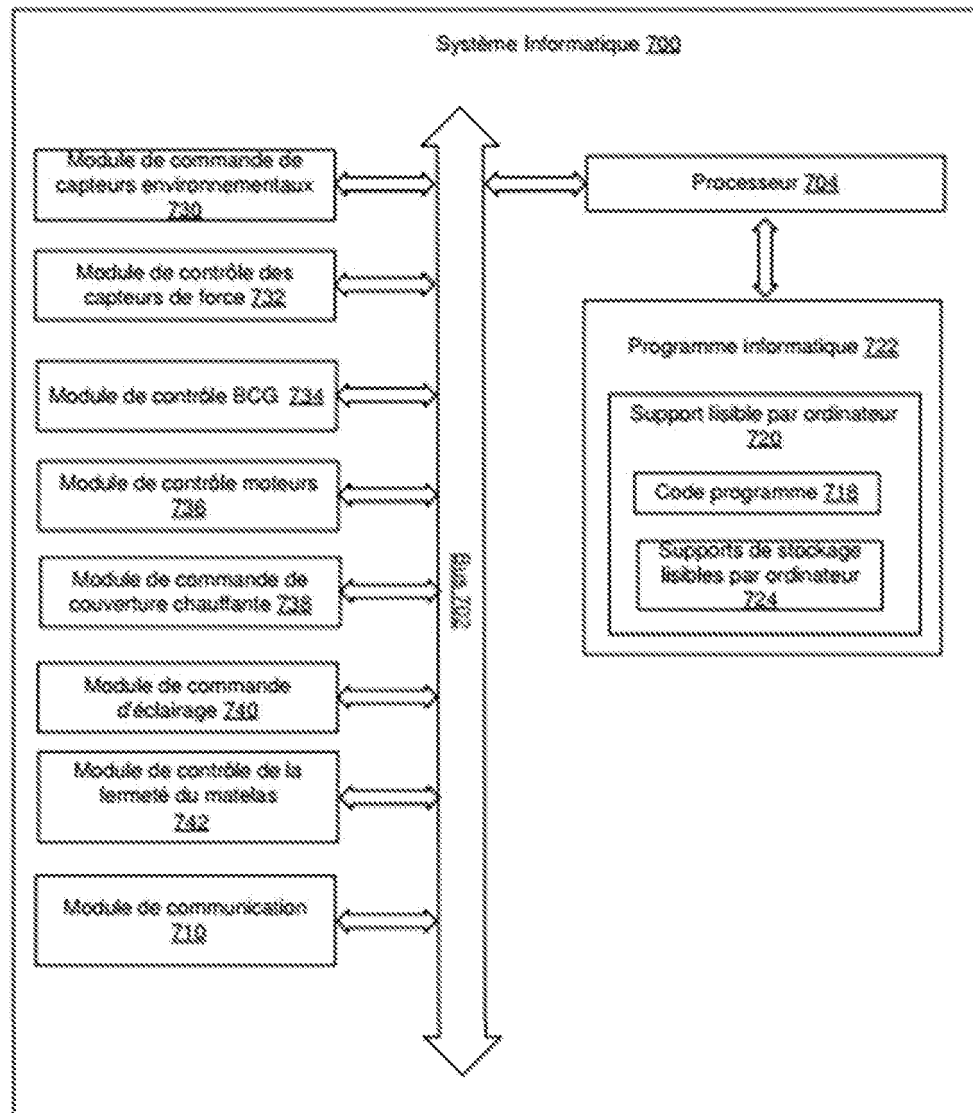 Système Informatique 700
Module de commande de
capteurs environnementaux
730
Module de contrôle des
capteurs de force 732
Module de contrôle BCG 734
Module de contrôle moteurs
736
Module de commande de
couverture chauffante 738
Module de commande
d'éclairage 740
Module de contrôle de la
fermeté du matelas
742
Module de communication
710
Bus 702
Processeur 704
Programme informatique 722
Support lisible par ordinateur
720
Code programme 718
Supports de stockage
lisibles par ordinateur
724